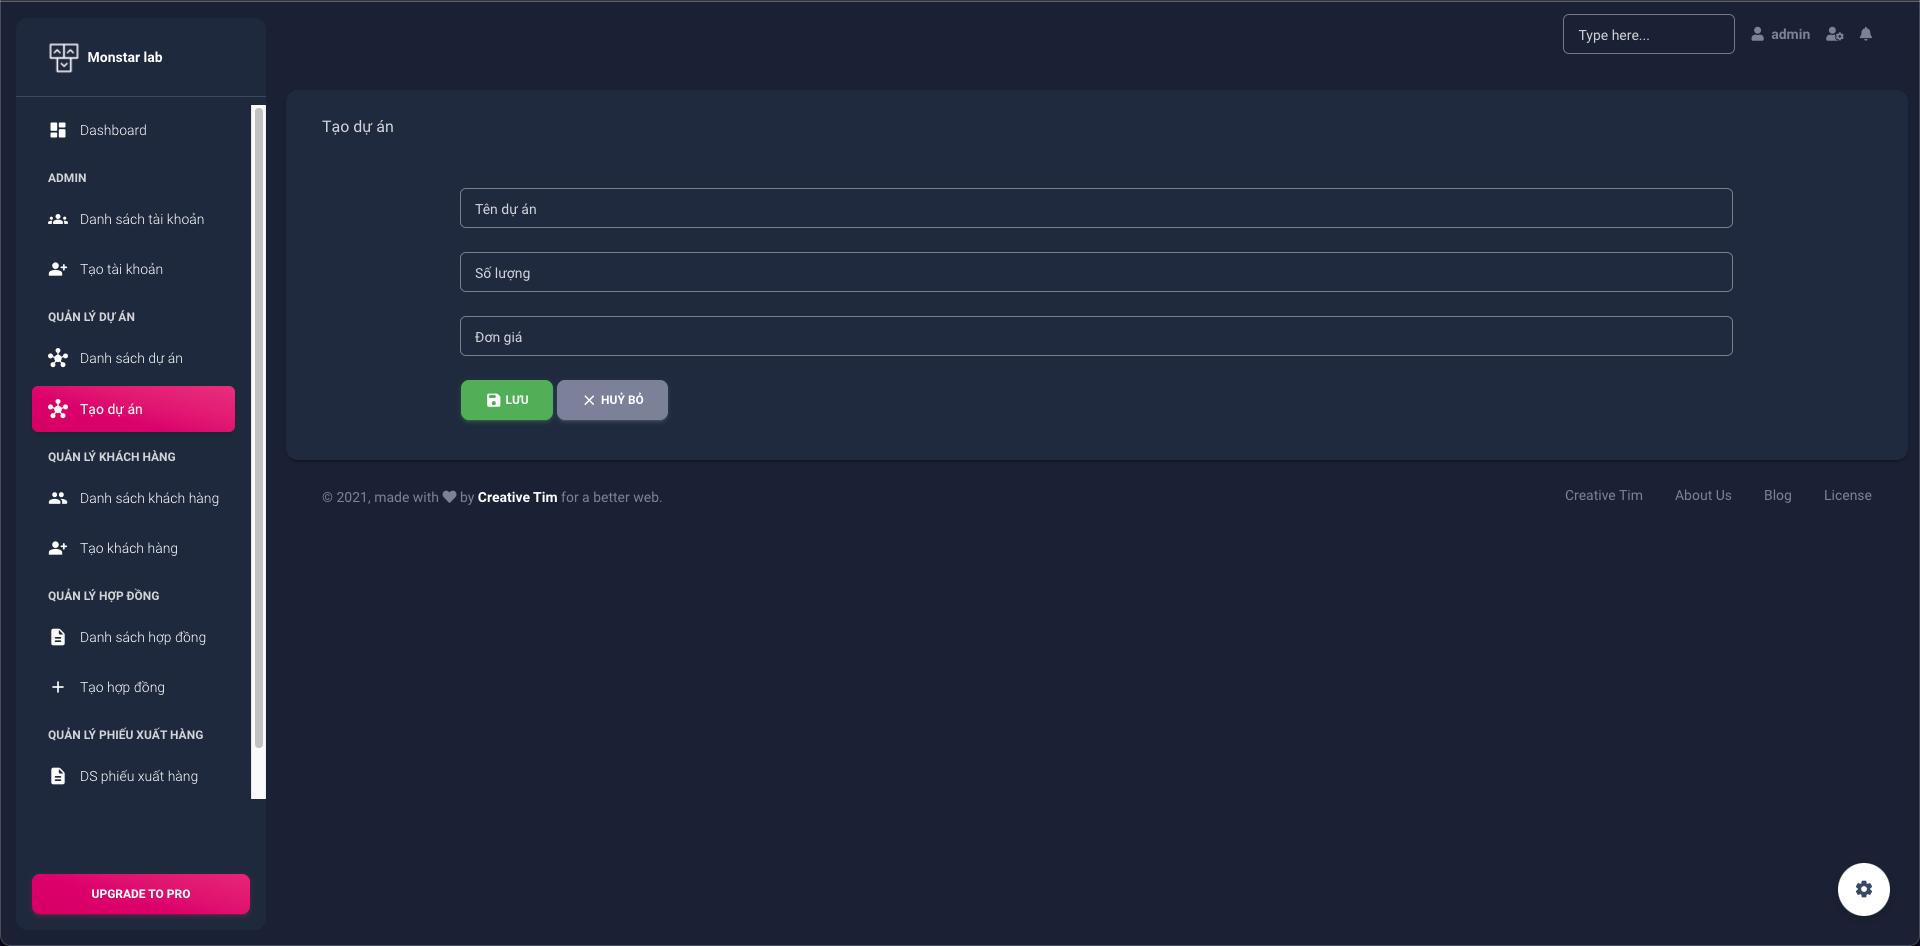 Monstar lab
Dashboard
ADMIN
Danh sách tài khoản
Tạo tài khoản
QUẢN LÝ DỰ ÁN
Danh sách dự án
Tạo dự án
QUẢN LÝ KHÁCH HÀNG
Danh sách khách hàng
Tạo khách hàng
QUẢN LÝ HỢP ĐỒNG
Danh sách hợp đồng
Tạo hợp đồng
QUẢN LÝ PHIẾU XUẤT HÀNG
DS phiếu xuất hàng
UPGRADE TO PRO
Type here...
admin
Tạo dự án
Tên dự án
Số lượng
Đơn giá
LƯU
HUỶ BỎ
© 2021, made with by Creative Tim for a better web.
Creative Tim About Us Blog License